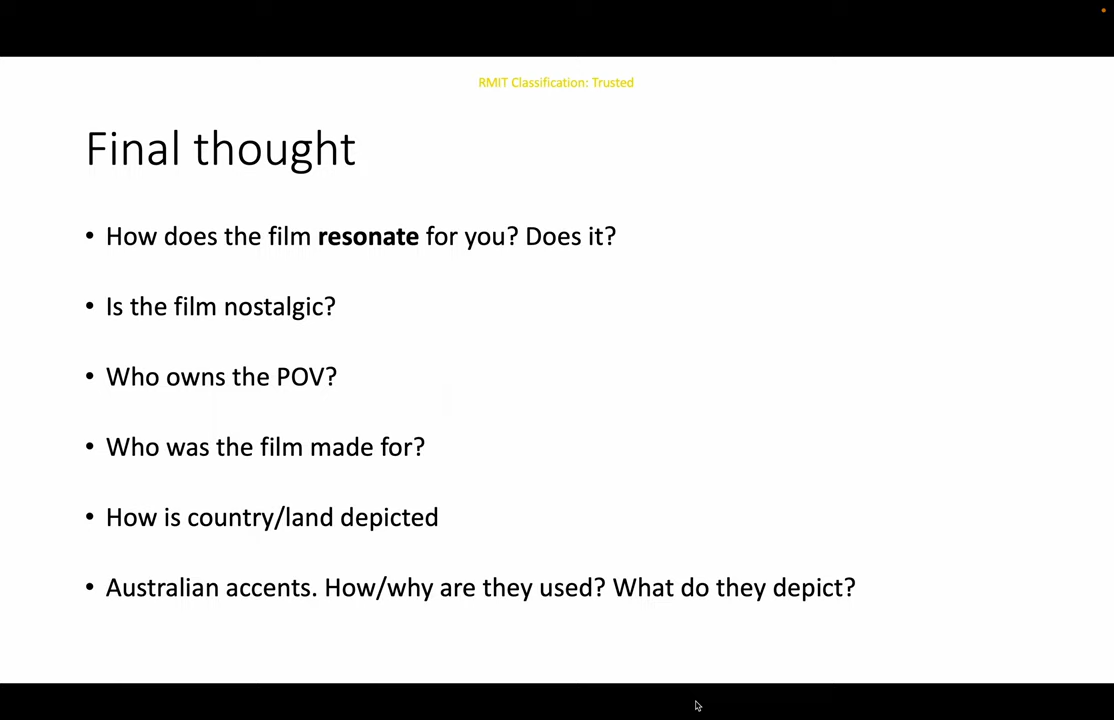 RMIT Classification: Trusted
Final thought
• How does the film resonate for you? Does it?
• Is the film nostalgic?
• Who owns the POV?
• Who was the film made for?
• How is country/land depicted
• Australian accents. How/why are they used? What do they depict?